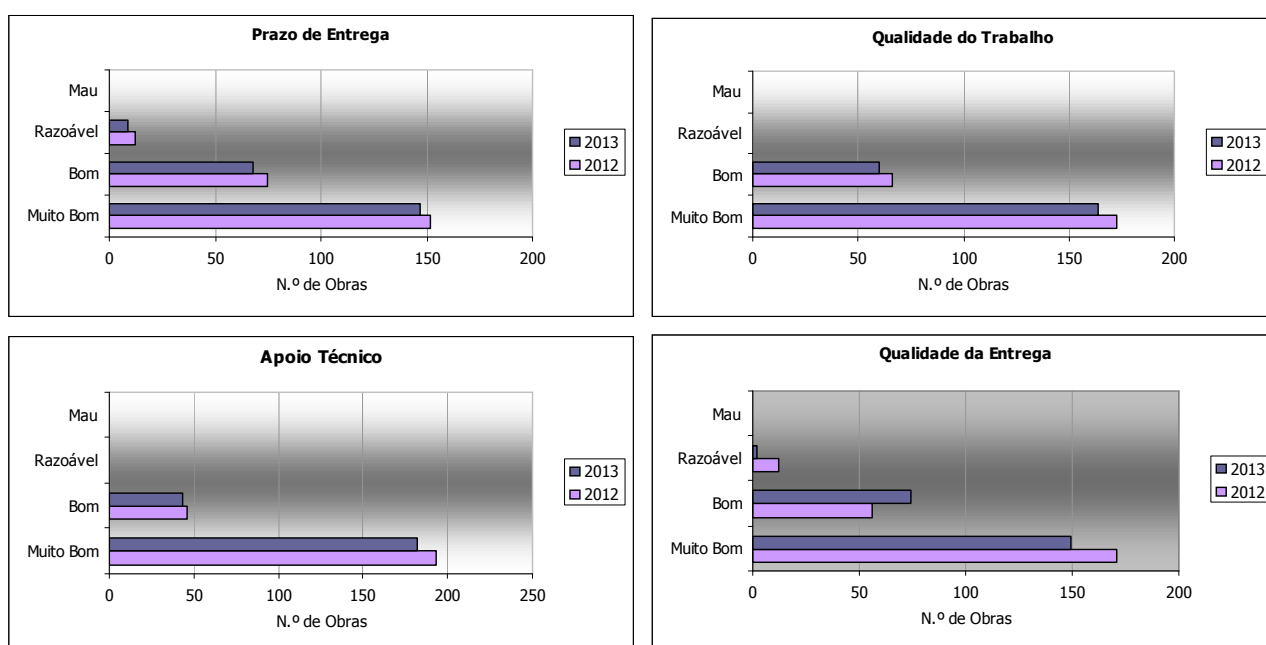 Prazo de Entrega
Mau
Razoável
Bom
Muito Bom
0 50 100 150 200
N.º de Obras
2013
2012
Qualidade do Trabalho
Mau
Razoável
Bom
Muito Bom
0 50 100 150 200
N.º de Obras
2013
2012
Apoio Técnico
Mau
Razoável
Bom
Muito Bom
0 50 100 150 200 250
N.º de Obras
2013
2012
Qualidade da Entrega
Mau
Razoável
Bom
Muito Bom
0 50 100 150 200
N.º de Obras
2013
2012